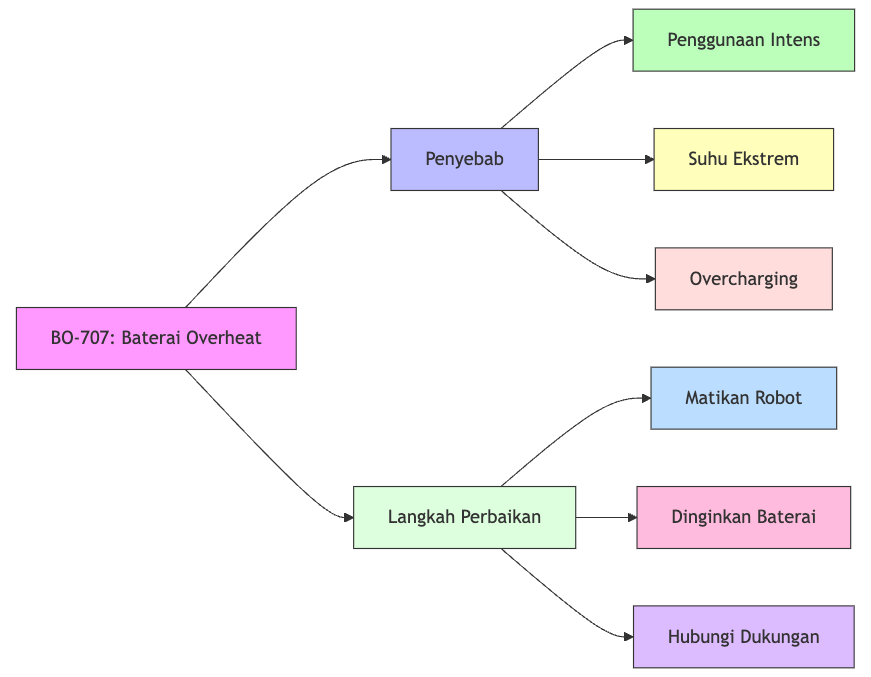 Penggunaan Intens
Penyebab
Suhu Ekstrem
Overcharging
BO-707: Baterai Overheat
Matikan Robot
Langkah Perbaikan
Dinginkan Baterai
Hubungi Dukungan